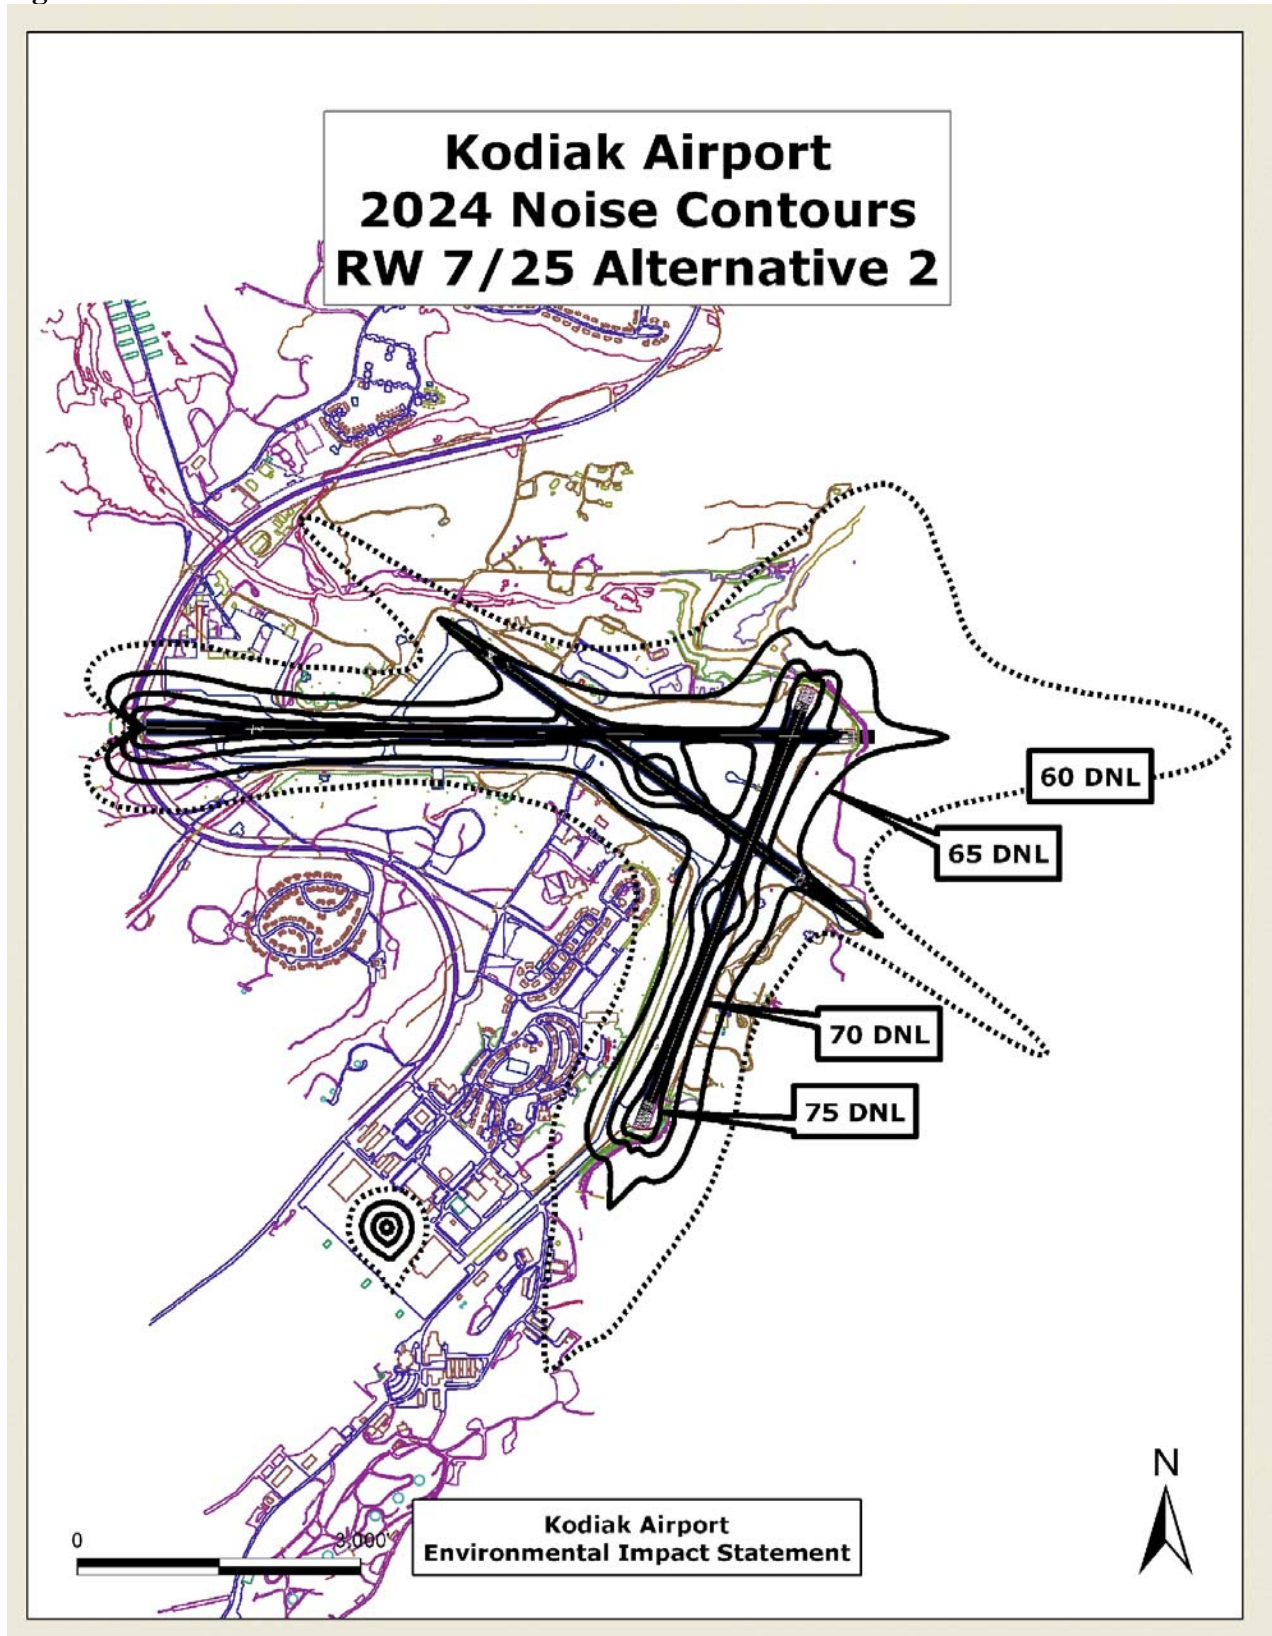 Kodiak Airport
2024 Noise Contours
RW 7/25 Alternative 2
60 DNL
65 DNL
70 DNL
75 DNL
N
0 3,000'
Kodiak Airport
Environmental Impact Statement